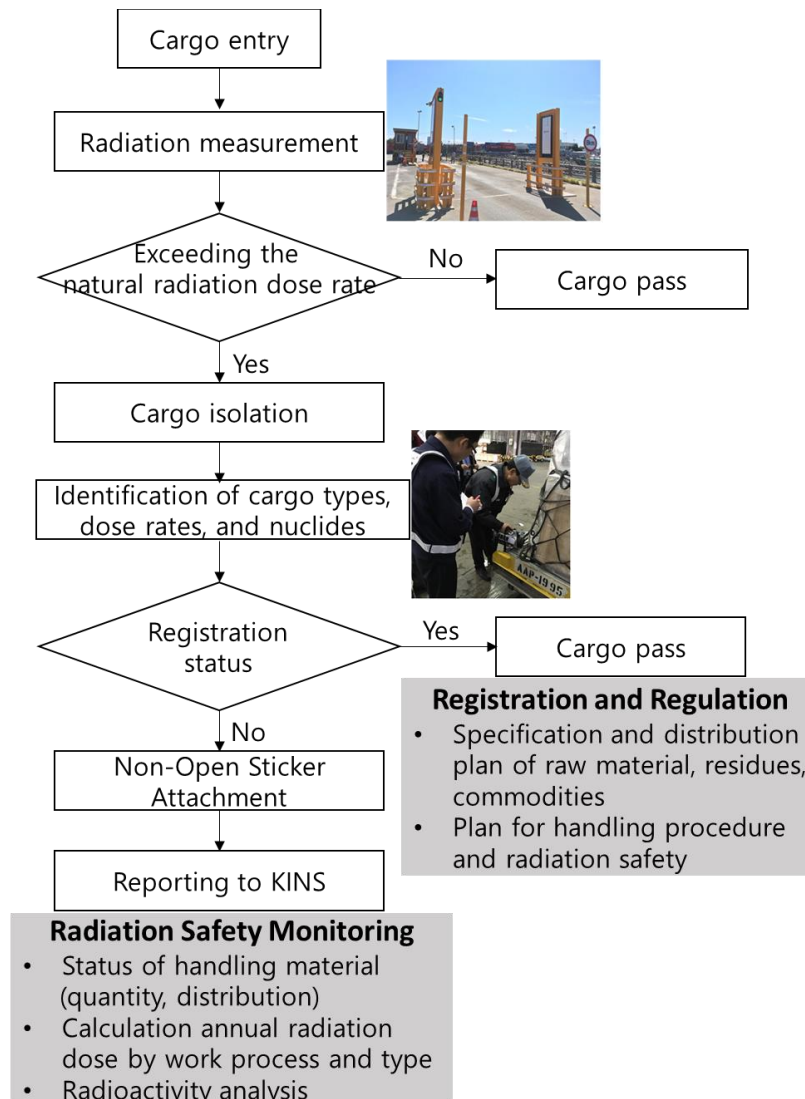 Cargo entry
Radiation measurement
Exceeding the
natural radiation dose rate
No
Cargo pass
Yes
Cargo isolation
Identification of cargo types,
dose rates, and nuclides
AAP-1995
Registration
status
Yes
Cargo pass
No
Non-Open Sticker
Attachment
Reporting to KINS
Registration and Regulation
• Specification and distribution
plan of raw material, residues,
commodities
• Plan for handling procedure
and radiation safety
Radiation Safety Monitoring
• Status of handling material
(quantity, distribution)
• Calculation annual radiation
dose by work process and type
• Radioactivity analysis